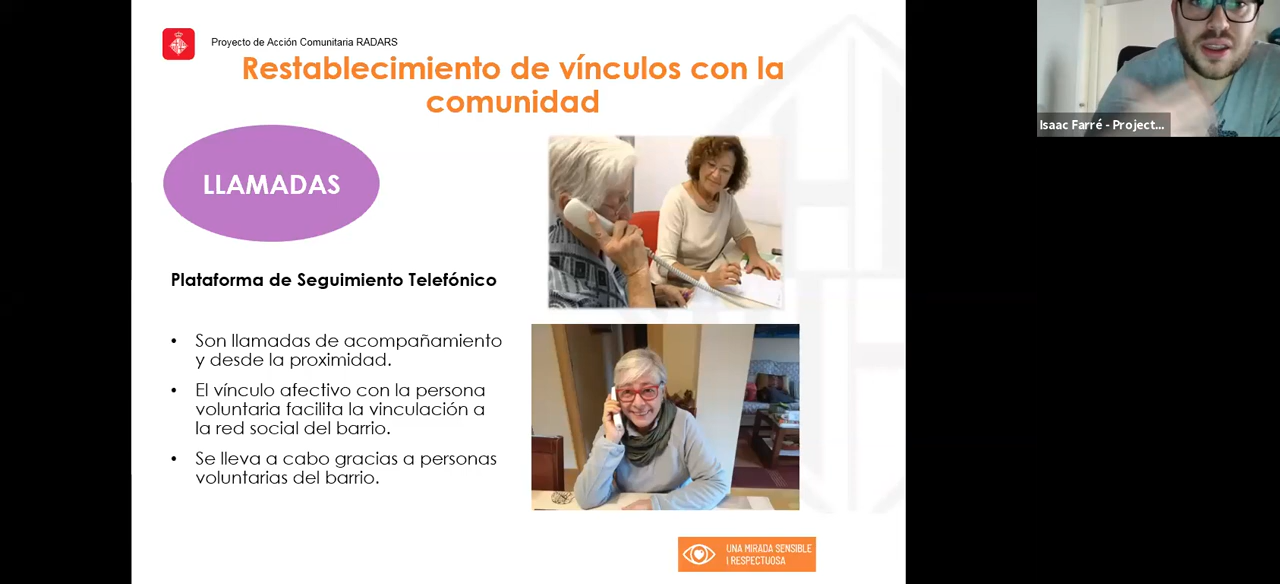 Proyecto de Acción Comunitaria RADARS
Restablecimiento de vínculos con la
comunidad
LLAMADAS
Plataforma de Seguimiento Telefónico
• Son llamadas de acompañamiento
y desde la proximidad.
• El vínculo afectivo con la persona
voluntaria facilita la vinculación a
la red social del barrio.
• Se lleva a cabo gracias a personas
voluntarias del barrio.
UNA MIRADA SENSIBLE
I RESPECTUOSA
Isaac Farré - Project...